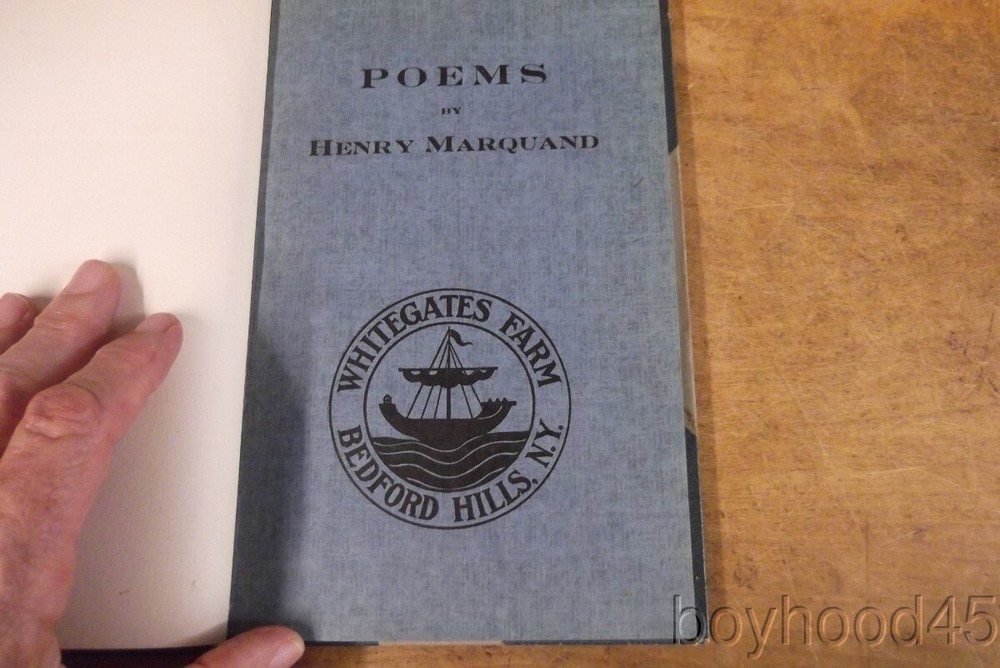 POEMS
BY
HENRY MARQUAND
WHITEGATES FARM
BEDFORD HILLS, N.Y.
boyhood45